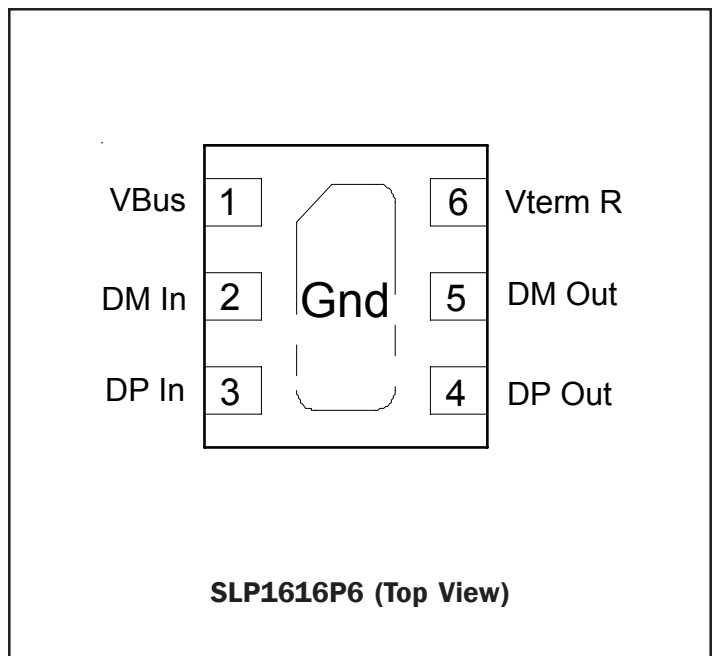 VBus 1 6 Vterm R
DM In 2 Gnd 5 DM Out
DP In 3 4 DP Out
SLP1616P6 (Top View)